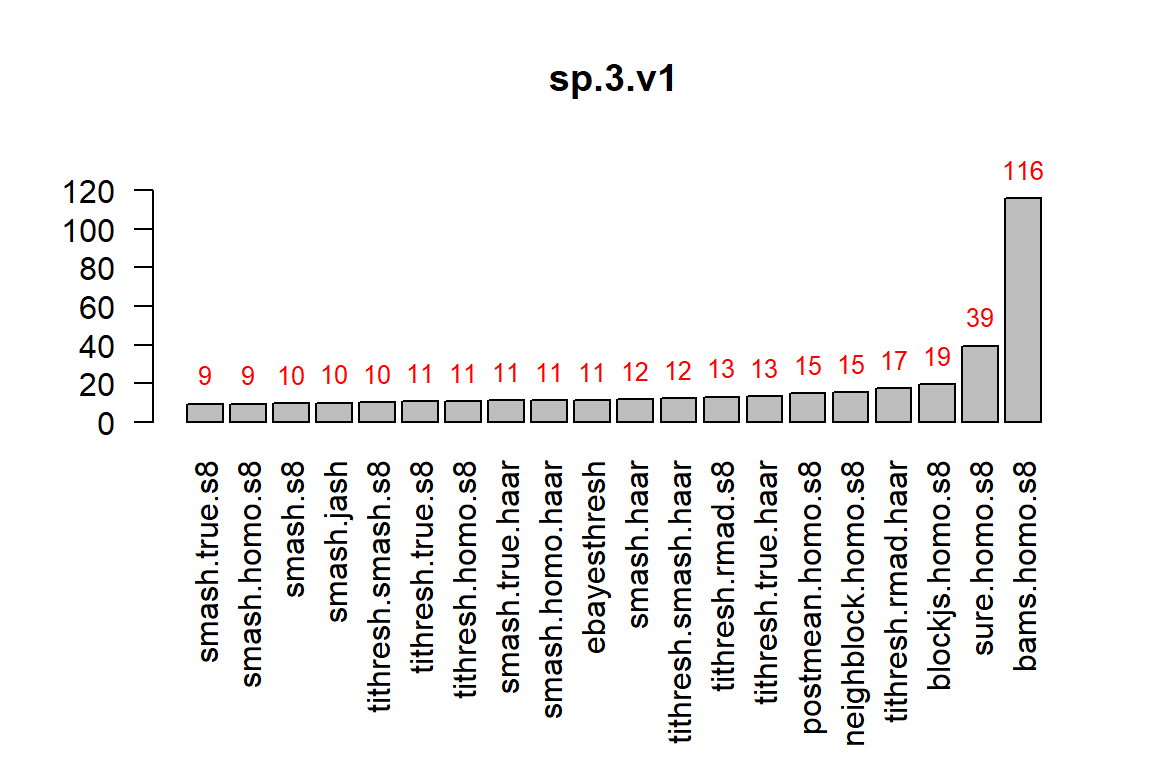 sp.3.v1
120
100
80
60
40
20
0
9
9
10
10
10
11
11
11
11
11
12
12
13
13
15
15
17
19
39
116
smash.true.s8
smash.homo.s8
smash.s8
smash.jash
tithresh.smash.s8
tithresh.true.s8
tithresh.homo.s8
smash.true.haar
smash.homo.haar
ebayesthresh
smash.haar
tithresh.smash.haar
tithresh.rmad.s8
tithresh.true.haar
postmean.homo.s8
neighblock.homo.s8
tithresh.rmad.haar
blockjs.homo.s8
sure.homo.s8
bams.homo.s8